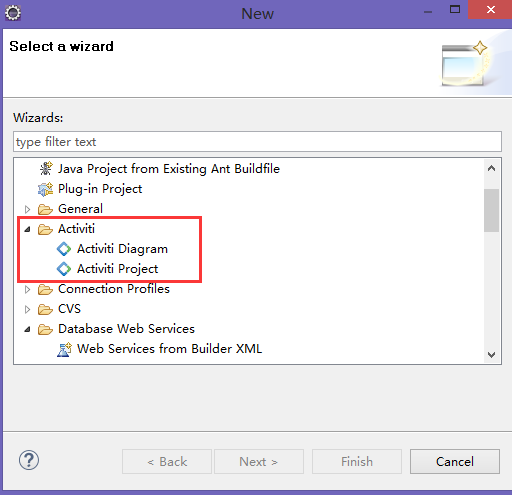 New
Select a wizard
Wizards:
type filter text
Java Project from Existing Ant Buildfile
Plug-in Project
General
Activiti
Activiti Diagram
Activiti Project
Connection Profiles
CVS
Database Web Services
Web Services from Builder XML
?
< Back
Next >
Finish
Cancel